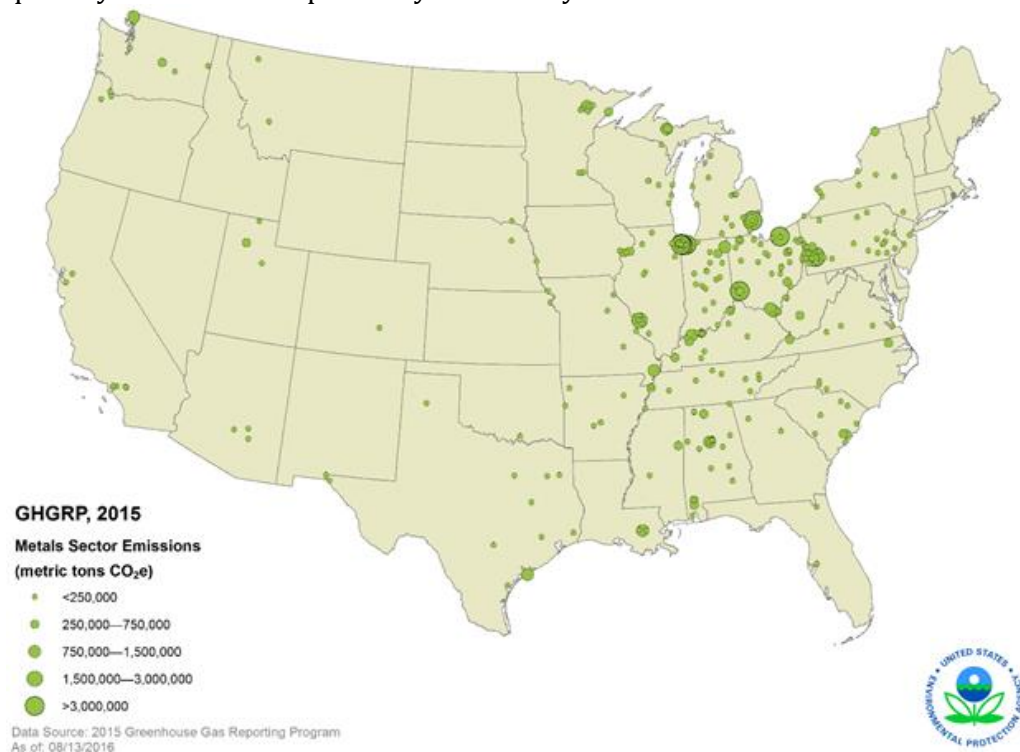 GHGRP, 2015
Metals Sector Emissions
(metric tons CO₂e)
<250,000
250,000—750,000
750,000—1,500,000
1,500,000—3,000,000
>3,000,000
Data Source: 2015 Greenhouse Gas Reporting Program
As of: 08/13/2016
UNITED STATES
ENVIRONMENTAL PROTECTION